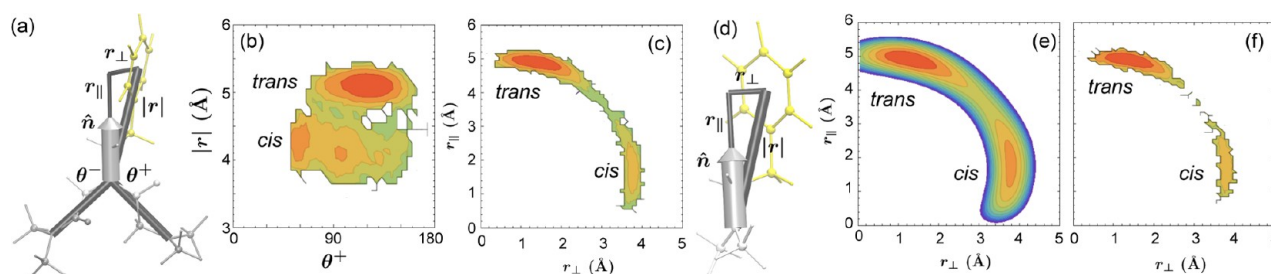 (a)
r⊥
r∥
|r|
n̂
θ⁻ θ⁺
(b)
6
5
4
3
|r| (Å)
trans
cis
0 90 180
θ⁺
(c)
6
5
4
3
2
1
0
r∥ (Å)
trans
cis
0 1 2 3 4 5
r⊥ (Å)
(d)
r⊥
r∥
n̂
|r|
(e)
6
5
4
3
2
1
0
r∥ (Å)
trans
cis
0 1 2 3 4 5
r⊥ (Å)
(f)
trans
cis
0 1 2 3 4
r⊥ (Å)